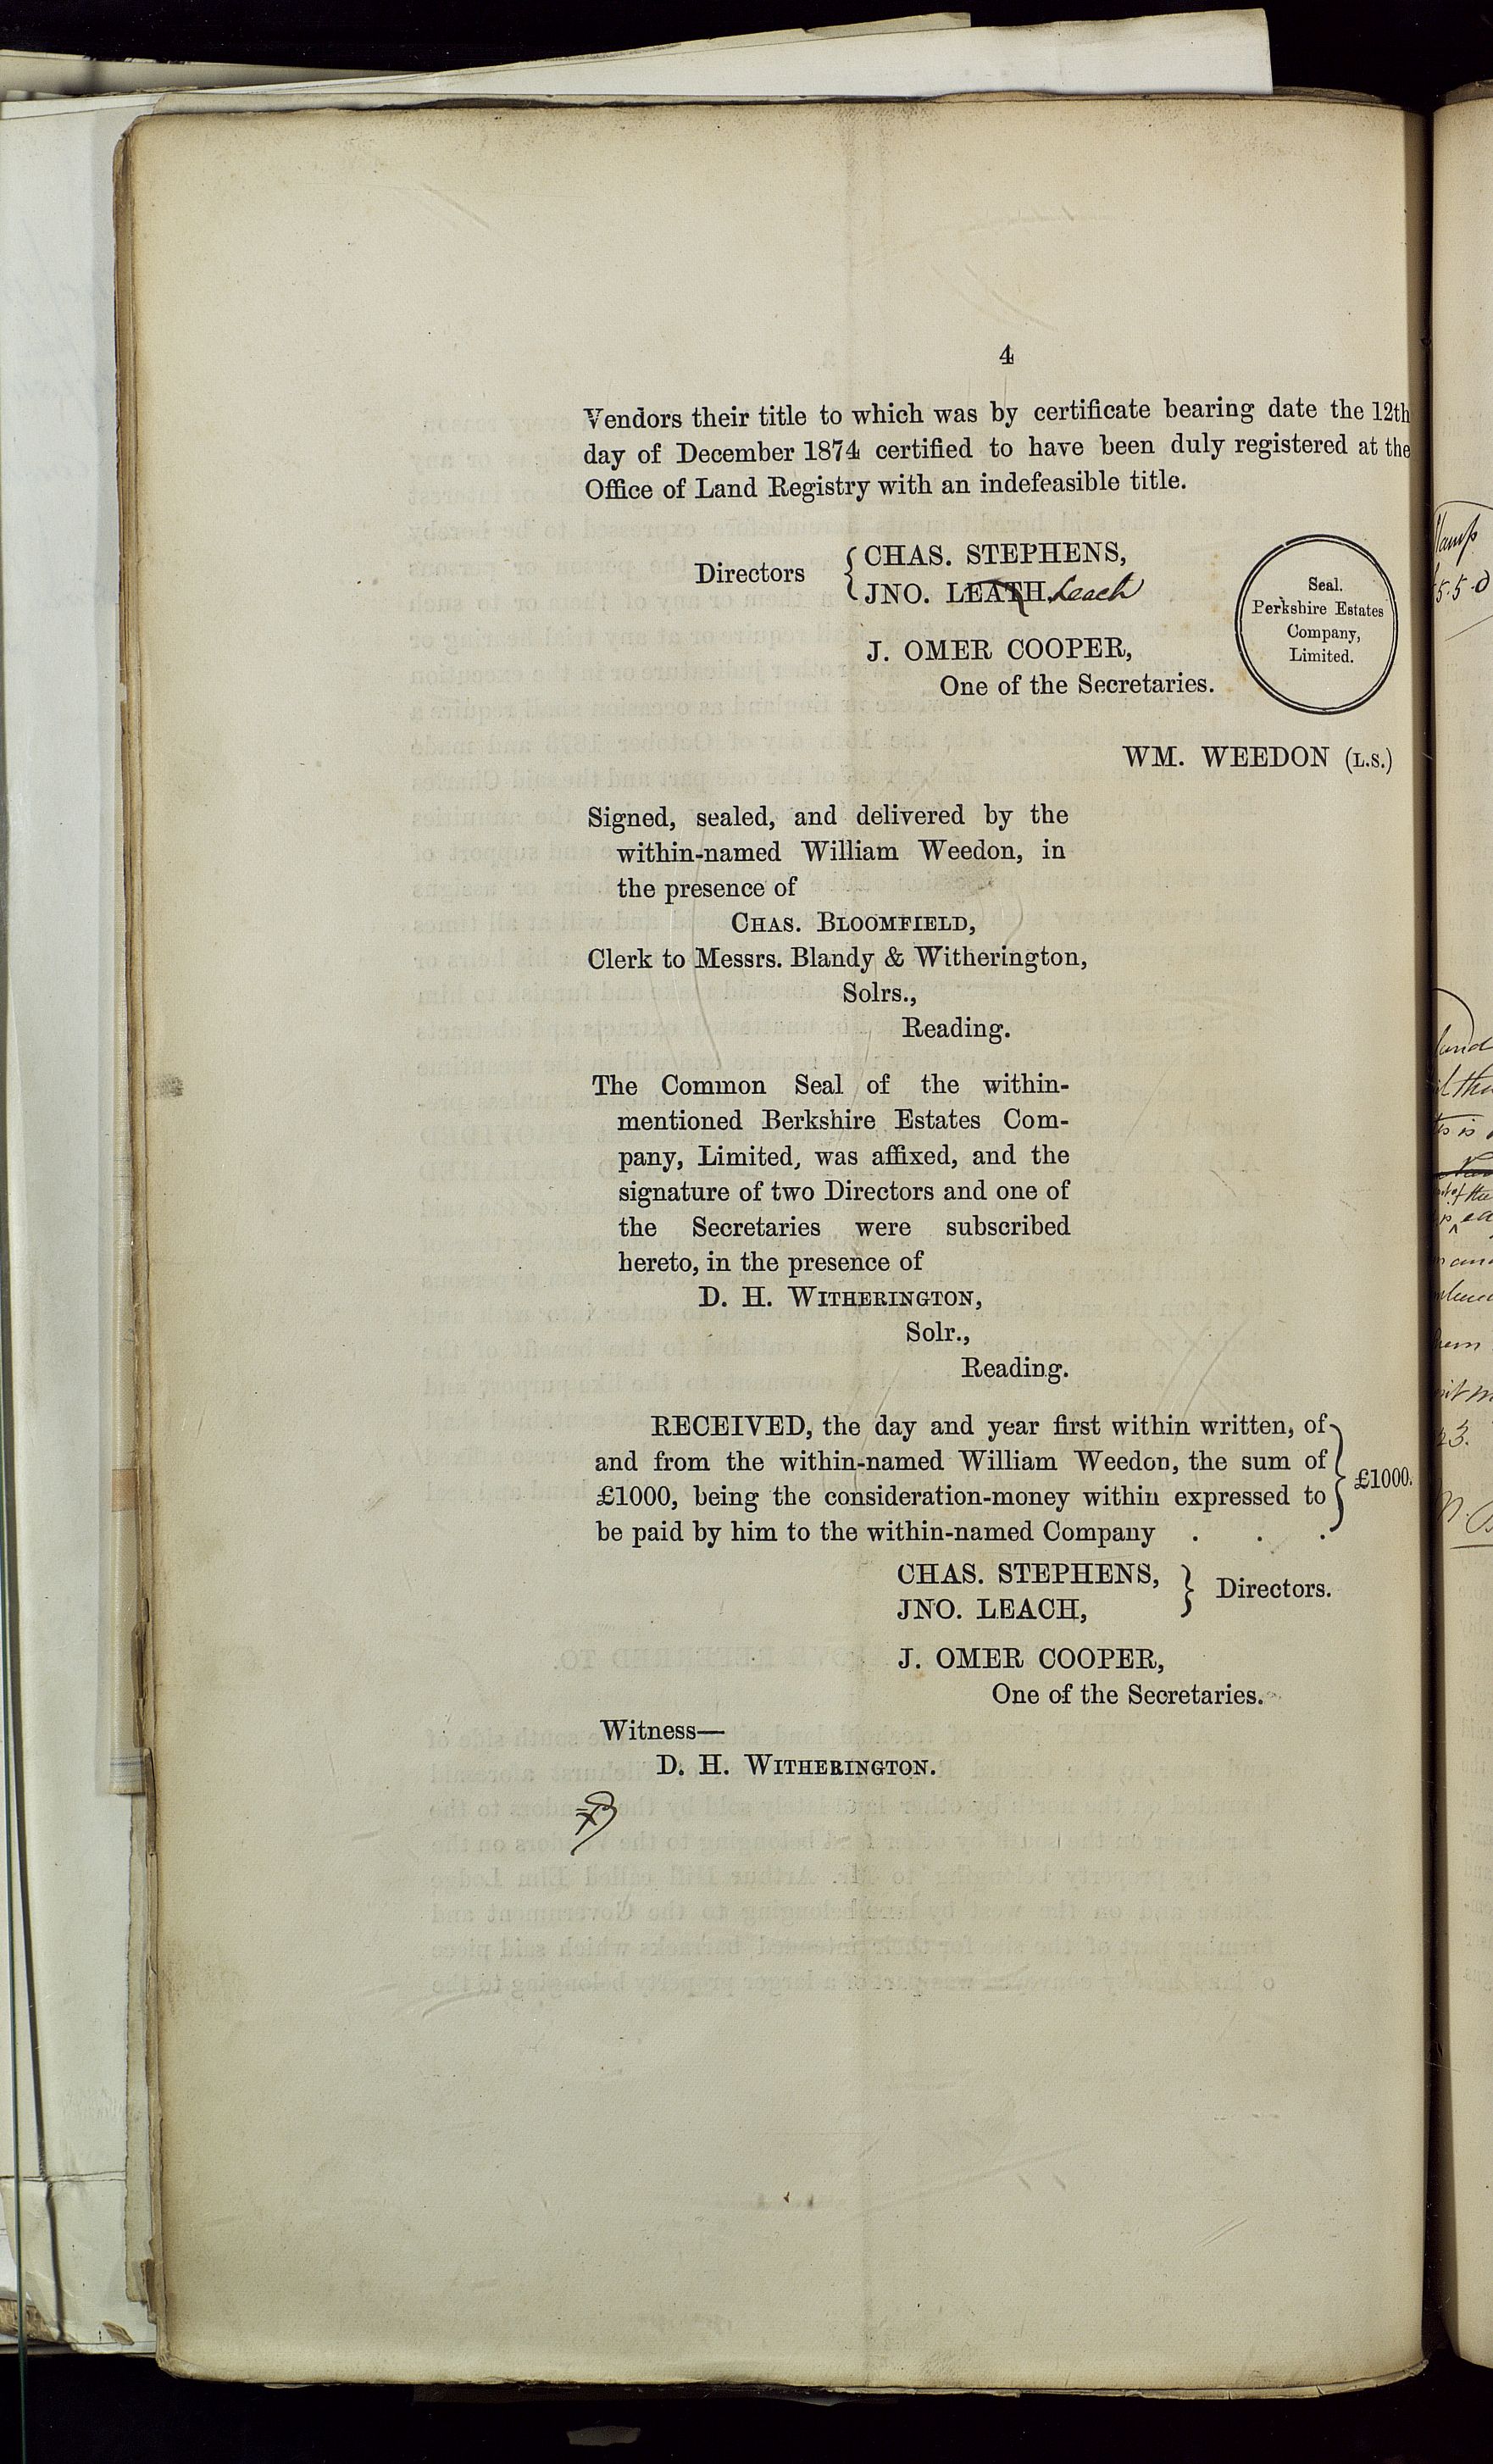 4
Vendors their title to which was by certificate bearing date the 12th
day of December 1874 certified to have been duly registered at the
Office of Land Registry with an indefeasible title.
Directors
CHAS. STEPHENS,
JNO. LEATH, Leach
J. OMER COOPER,
One of the Secretaries.
Seal.
Perkshire Estates
Company,
Limited.
WM. WEEDON (L.S.)
Signed, sealed, and delivered by the
within-named William Weedon, in
the presence of
CHAS. BLOOMFIELD,
Clerk to Messrs. Blandy & Witherington,
Solrs.,
Reading.
The Common Seal of the within-
mentioned Berkshire Estates Com-
pany, Limited, was affixed, and the
signature of two Directors and one of
the Secretaries were subscribed
hereto, in the presence of
D. H. WITHERINGTON,
Solr.,
Reading.
RECEIVED, the day and year first within written, of
and from the within-named William Weedon, the sum of
£1000, being the consideration-money within expressed to
be paid by him to the within-named Company . . .
£1000.
CHAS. STEPHENS,
JNO. LEACH,
Directors.
J. OMER COOPER,
One of the Secretaries.
Witness—
D. H. WITHERINGTON.